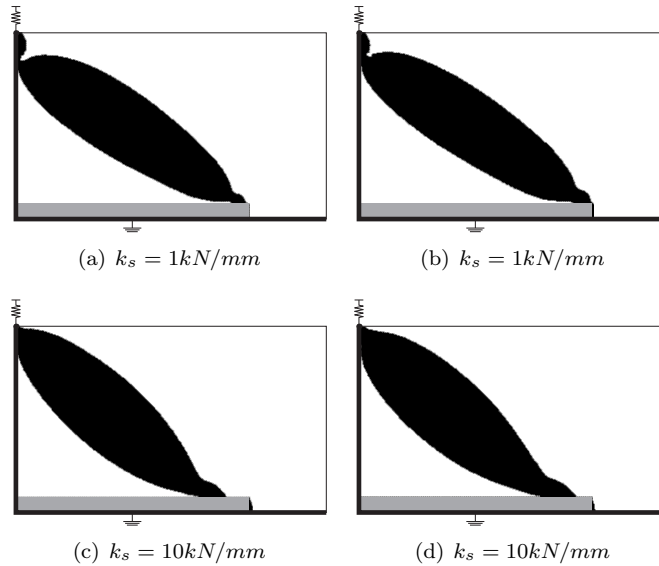 (a) $k_s = 1kN/mm$
(b) $k_s = 1kN/mm$
(c) $k_s = 10kN/mm$
(d) $k_s = 10kN/mm$